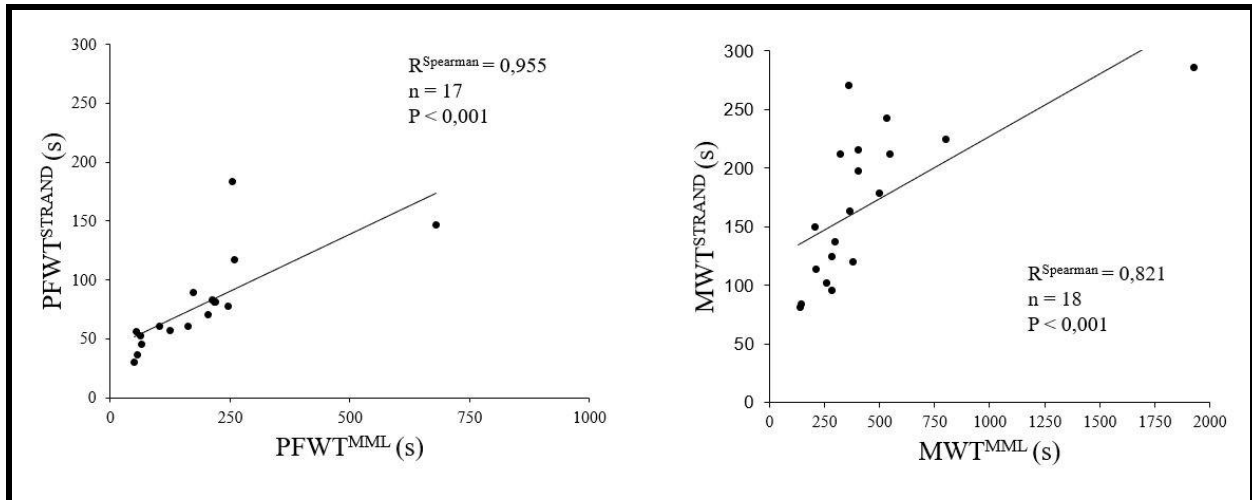 300
250
200
150
100
50
0
PFWT^STRAND (s)
R^Spearman = 0,955
n = 17
P < 0,001
0 250 500 750 1000
PFWT^MML (s)
300
250
200
150
100
50
0
MWT^STRAND (s)
R^Spearman = 0,821
n = 18
P < 0,001
0 250 500 750 1000 1250 1500 1750 2000
MWT^MML (s)